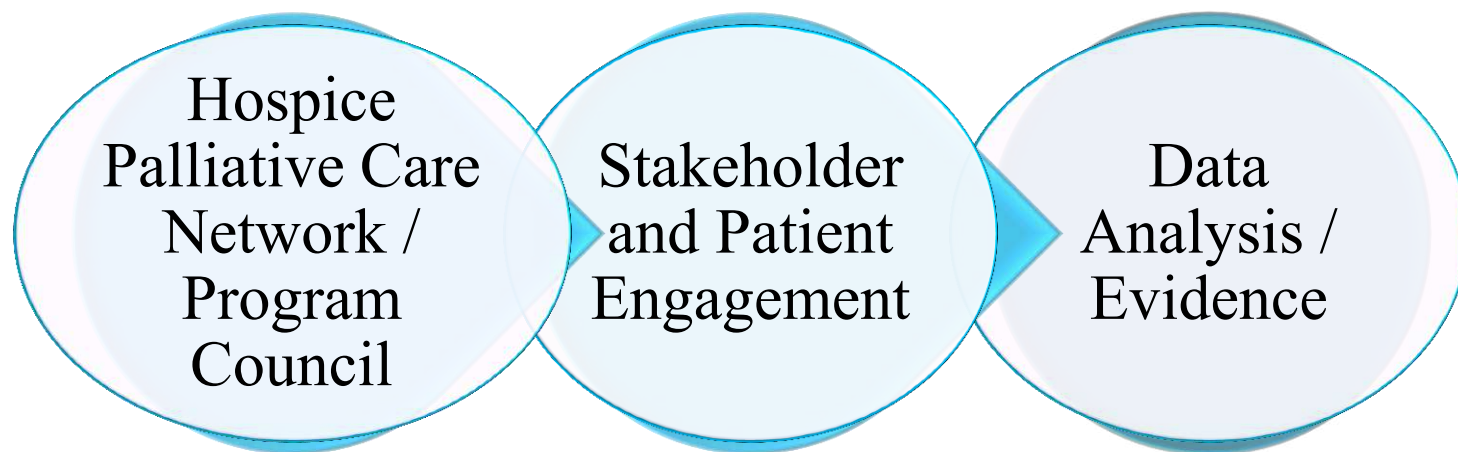 Hospice
Palliative Care
Network /
Program
Council
Stakeholder
and Patient
Engagement
Data
Analysis /
Evidence